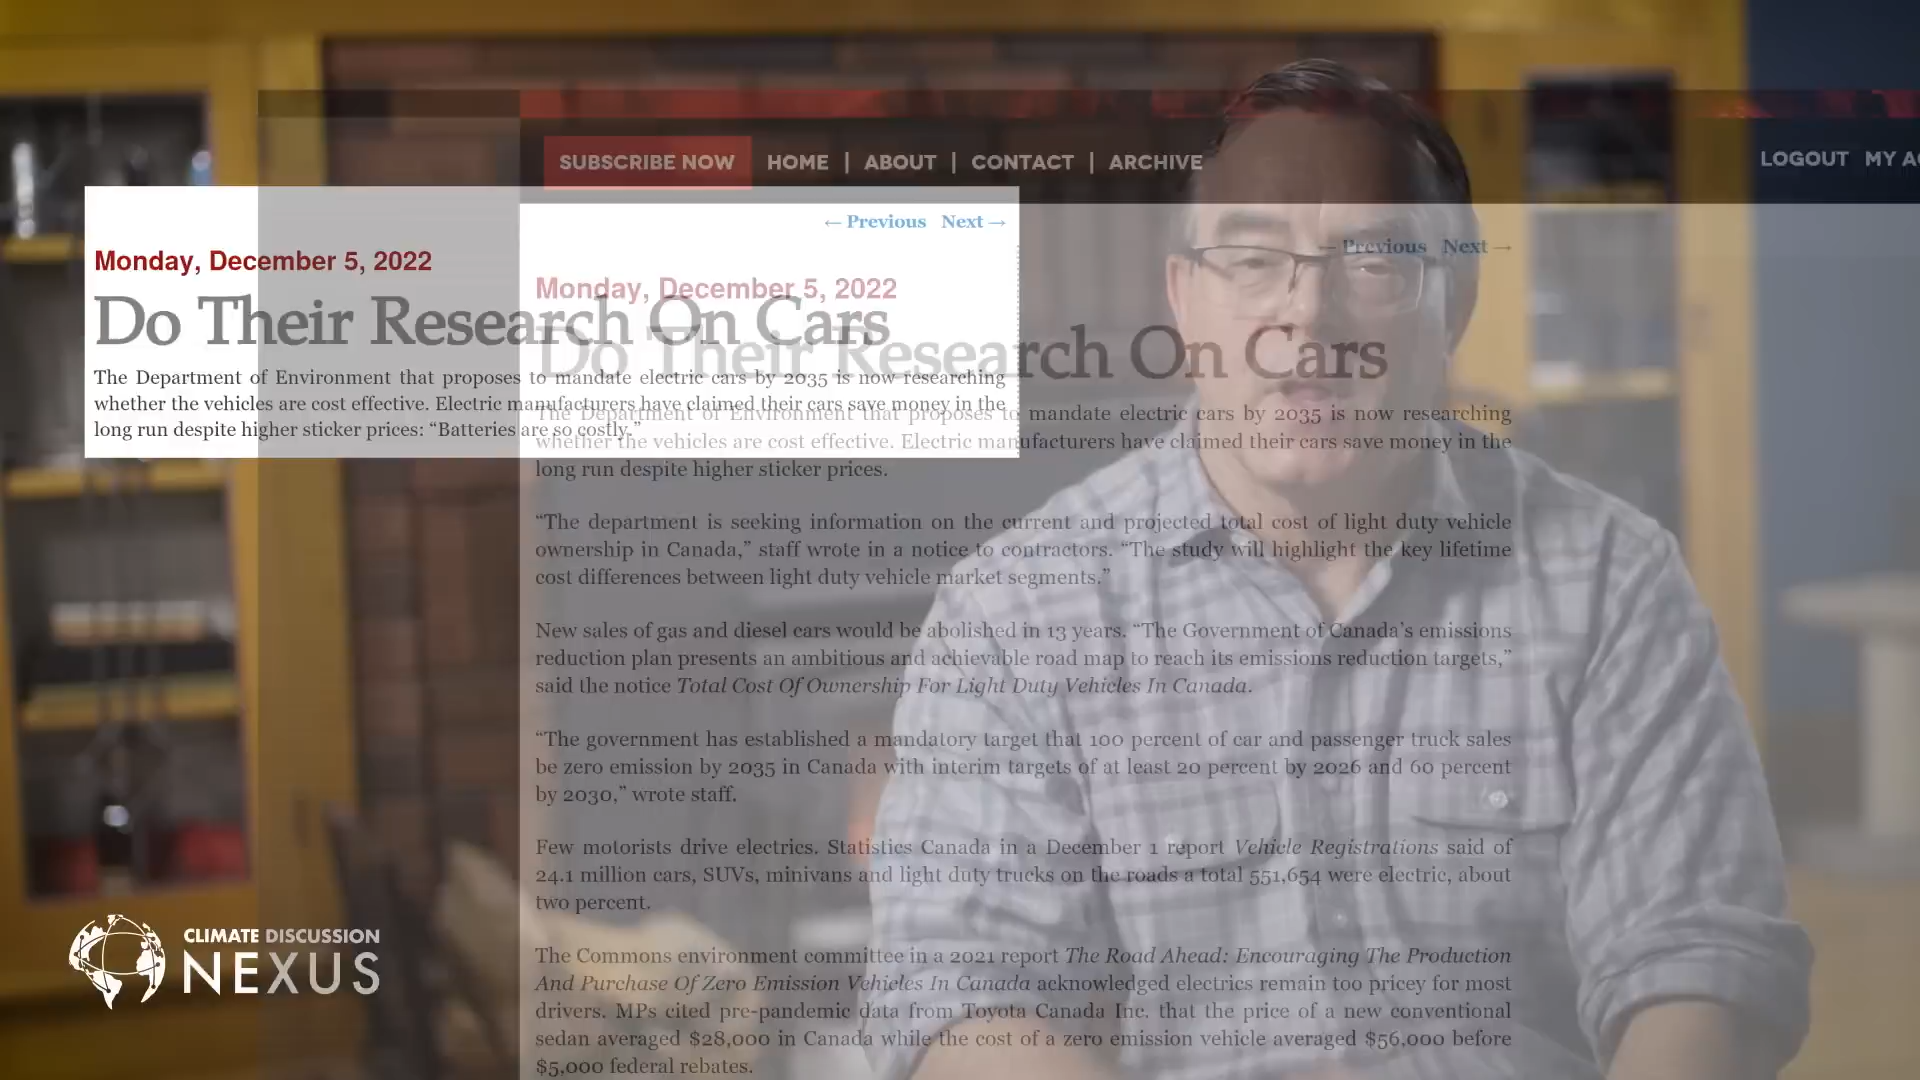 SUBSCRIBE NOW HOME | ABOUT | CONTACT | ARCHIVE
LOGOUT MY
← Previous Next →
Monday, December 5, 2022
Do Their Research On Cars
The Department of Environment that proposes to mandate electric cars by 2035 is now researching
whether the vehicles are cost effective. Electric manufacturers have claimed their cars save money in the
long run despite higher sticker prices: “Batteries are so costly.”
← Previous Next →
Monday, December 5, 2022
Do Their Research On Cars
The Department of Environment that proposes to mandate electric cars by 2035 is now researching
whether the vehicles are cost effective. Electric manufacturers have claimed their cars save money in the
long run despite higher sticker prices.
“The department is seeking information on the current and projected total cost of light duty vehicle
ownership in Canada,” staff wrote in a notice to contractors. “The study will highlight the key lifetime
cost differences between light duty vehicle market segments.”
New sales of gas and diesel cars would be abolished in 13 years. “The Government of Canada’s emissions
reduction plan presents an ambitious and achievable road map to reach its emissions reduction targets,”
said the notice Total Cost Of Ownership For Light Duty Vehicles In Canada.
“The government has established a mandatory target that 100 percent of car and passenger truck sales
be zero emission by 2035 in Canada with interim targets of at least 20 percent by 2026 and 60 percent
by 2030,” wrote staff.
Few motorists drive electrics. Statistics Canada in a December 1 report Vehicle Registrations said of
24.1 million cars, SUVs, minivans and light duty trucks on the roads a total 551,654 were electric, about
two percent.
The Commons environment committee in a 2021 report The Road Ahead: Encouraging The Production
And Purchase Of Zero Emission Vehicles In Canada acknowledged electrics remain too pricey for most
drivers. MPs cited pre-pandemic data from Toyota Canada Inc. that the price of a new conventional
sedan averaged $28,000 in Canada while the cost of a zero emission vehicle averaged $56,000 before
$5,000 federal rebates.
CLIMATE DISCUSSION
NEXUS